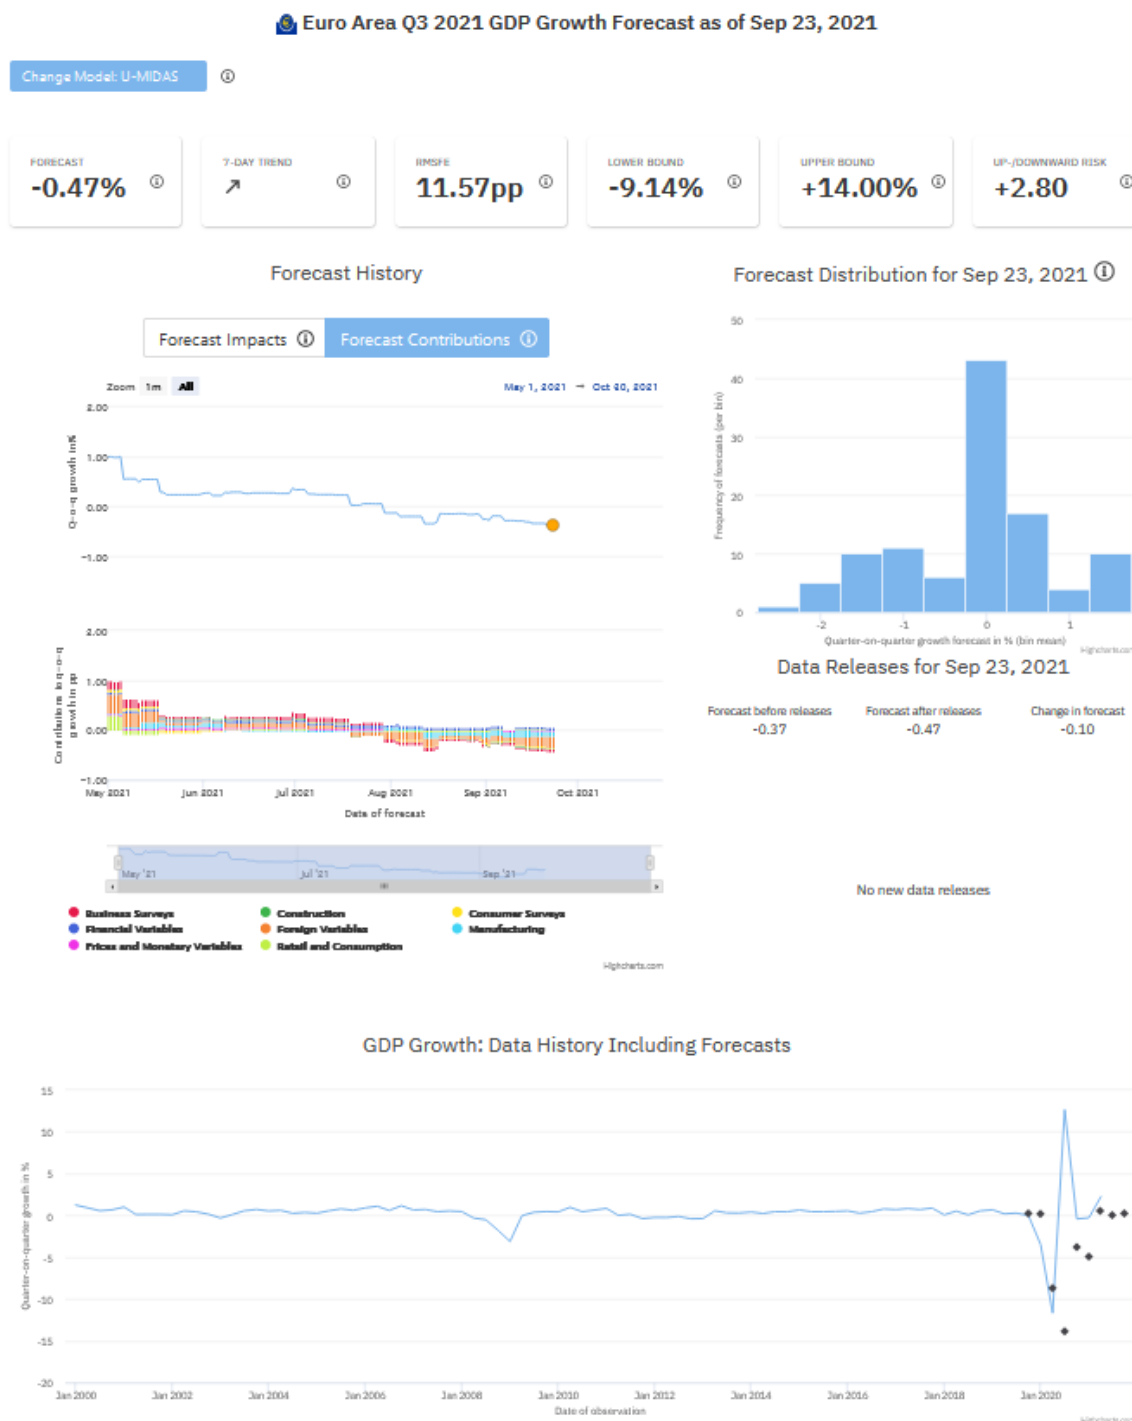 Euro Area Q3 2021 GDP Growth Forecast as of Sep 23, 2021
Change Model: U-MIDAS
FORECAST
-0.47%
7-DAY TREND
RMSFE
11.57pp
LOWER BOUND
-9.14%
UPPER BOUND
+14.00%
UP-/DOWNWARD RISK
+2.80
Forecast History
Forecast Impacts
Forecast Contributions
Zoom 1m All
May 1, 2021 → Oct 20, 2021
Q-o-q growth in%
2.00
1.00
0.00
-1.00
Contributions to q-o-q
growth in pp
2.00
1.00
0.00
-1.00
May 2021 Jun 2021 Jul 2021 Aug 2021 Sep 2021 Oct 2021
Date of forecast
May '21 Jul '21 Sep '21
Business Surveys Construction Consumer Surveys
Financial Variables Foreign Variables Manufacturing
Prices and Monetary Variables Retail and Consumption
Highcharts.com
Forecast Distribution for Sep 23, 2021
Frequency of forecasts (per bin)
50
40
30
20
10
0
-2 -1 0 1
Quarter-on-quarter growth forecast in % (bin mean)
Highcharts.com
Data Releases for Sep 23, 2021
Forecast before releases
-0.37
Forecast after releases
-0.47
Change in forecast
-0.10
No new data releases
GDP Growth: Data History Including Forecasts
Quarter-on-quarter growth in %
15
10
5
0
-5
-10
-15
-20
Jan 2000 Jan 2002 Jan 2004 Jan 2006 Jan 2008 Jan 2010 Jan 2012 Jan 2014 Jan 2016 Jan 2018 Jan 2020
Date of observation
Highcharts.com